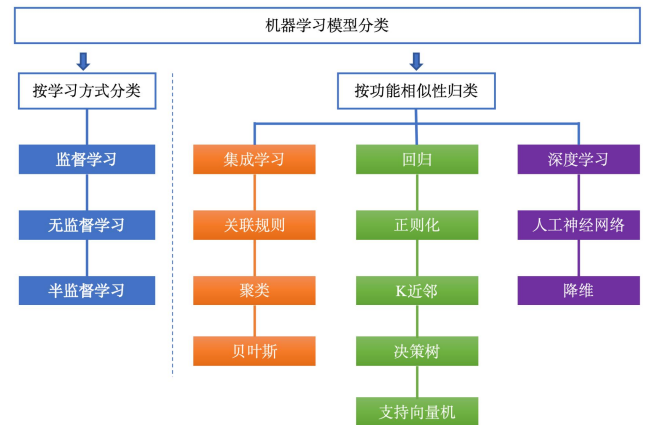 机器学习模型分类
按学习方式分类
按功能相似性归类
监督学习
无监督学习
半监督学习
集成学习
关联规则
聚类
贝叶斯
回归
正则化
K近邻
决策树
支持向量机
深度学习
人工神经网络
降维